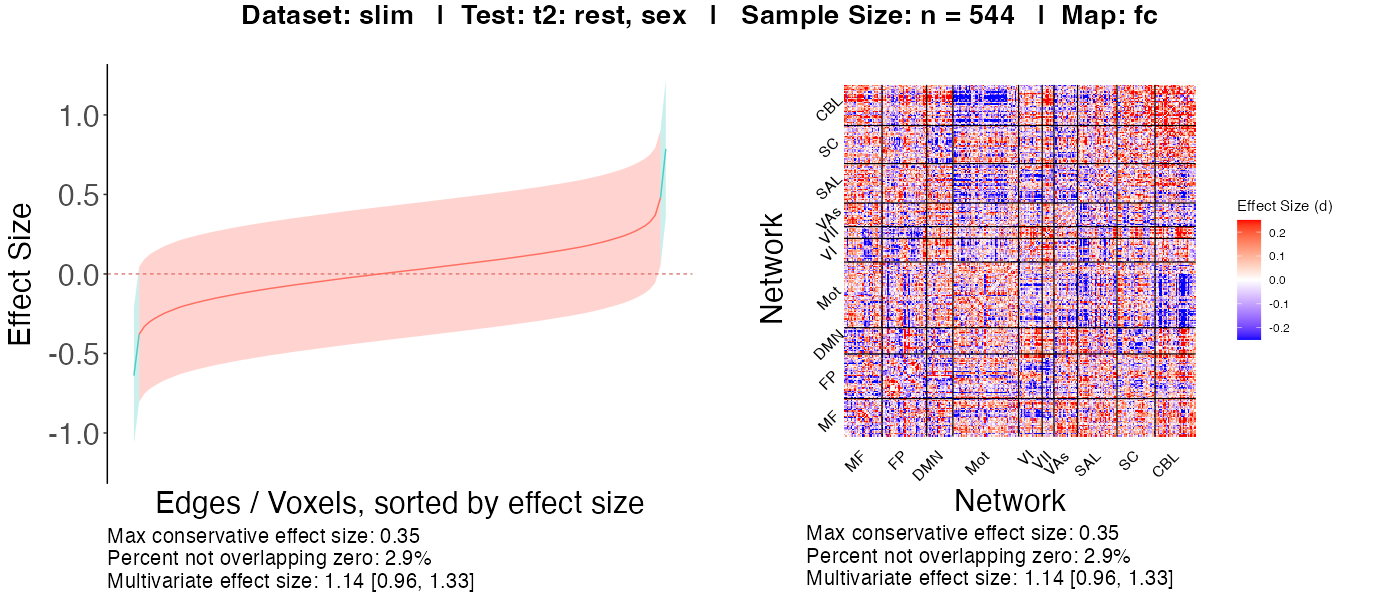 Dataset: slim | Test: t2: rest, sex | Sample Size: n = 544 | Map: fc
Effect Size
1.0
0.5
0.0
-0.5
-1.0
Edges / Voxels, sorted by effect size
Max conservative effect size: 0.35
Percent not overlapping zero: 2.9%
Multivariate effect size: 1.14 [0.96, 1.33]
Network
CBL
SC
SAL
VAs
VII
VI
Mot
DMN
FP
MF
MF FP DMN Mot VI VII VAs SAL SC CBL
Network
Max conservative effect size: 0.35
Percent not overlapping zero: 2.9%
Multivariate effect size: 1.14 [0.96, 1.33]
Effect Size (d)
0.2
0.1
0.0
-0.1
-0.2